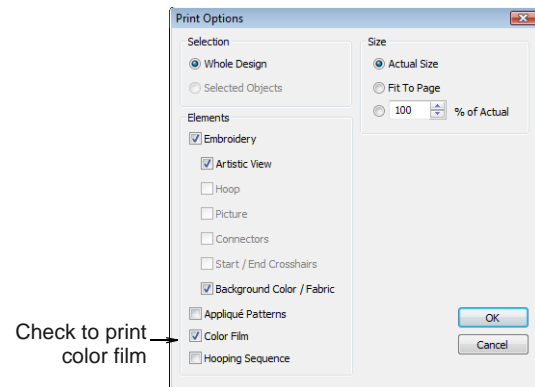 Print Options
Selection
Whole Design
Selected Objects
Size
Actual Size
Fit To Page
100 % of Actual
Elements
Embroidery
Artistic View
Hoop
Picture
Connectors
Start / End Crosshairs
Background Color / Fabric
Appliqué Patterns
Color Film
Hooping Sequence
OK
Cancel
Check to print
color film